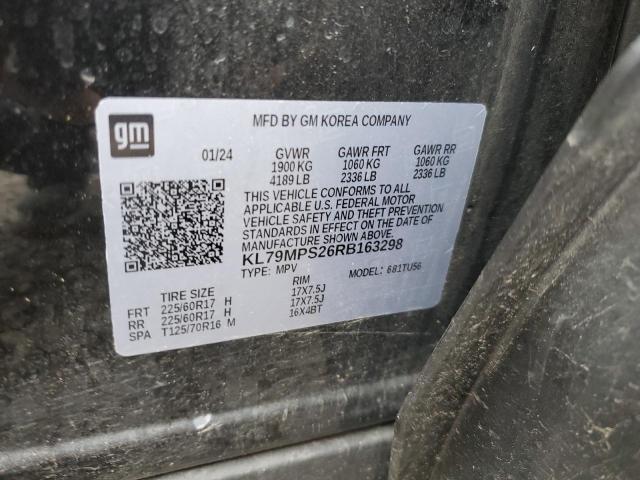 gm
MFD BY GM KOREA COMPANY
01/24 GVWR GAWR FRT GAWR RR
1900 KG 1060 KG 1060 KG
4189 LB 2336 LB 2336 LB
THIS VEHICLE CONFORMS TO ALL
APPLICABLE U.S. FEDERAL MOTOR
VEHICLE SAFETY AND THEFT PREVENTION
STANDARDS IN EFFECT ON THE DATE OF
MANUFACTURE SHOWN ABOVE.
KL79MPS26RB163298
TYPE: MPV MODEL: 681TU56
TIRE SIZE RIM
FRT 225/60R17 H 17X7.5J
RR 225/60R17 H 17X7.5J
SPA T125/70R16 M 16X4BT